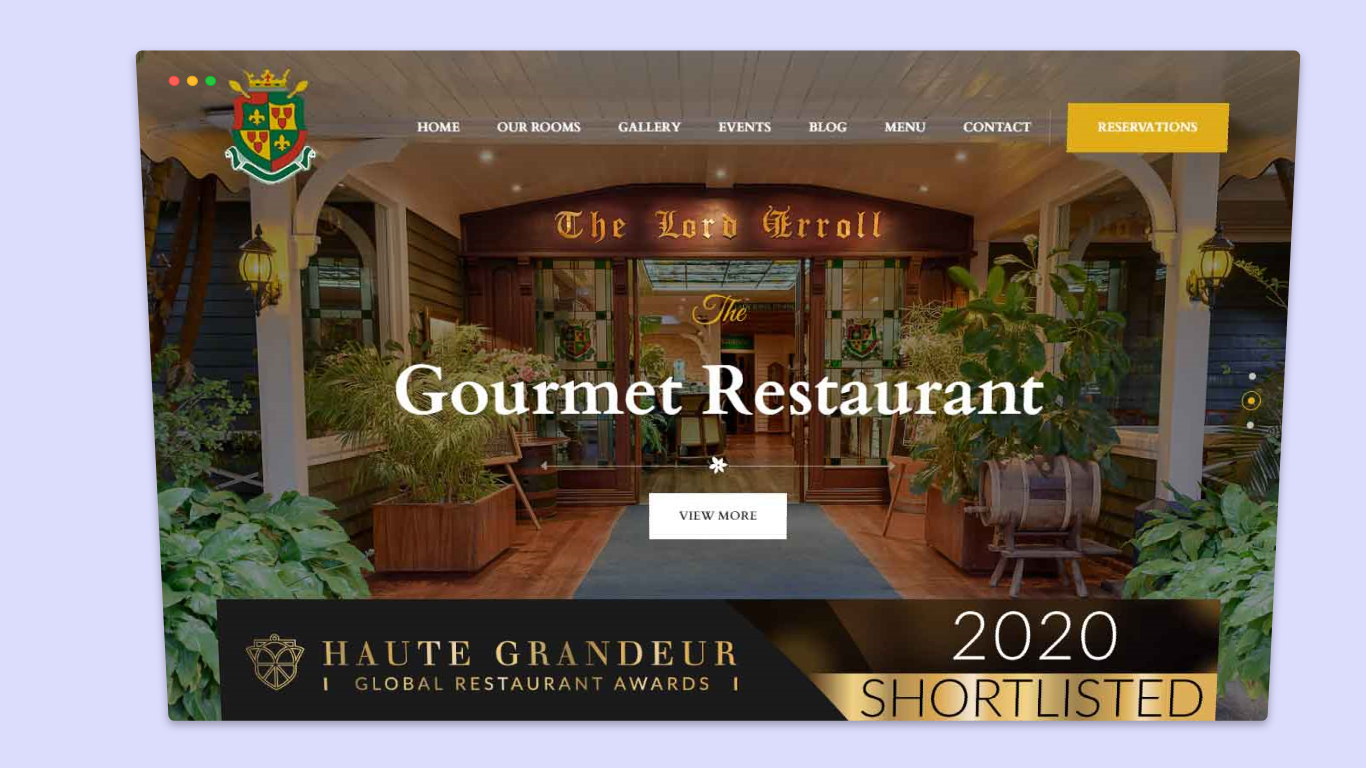 HOME OUR ROOMS GALLERY EVENTS BLOG MENU CONTACT RESERVATIONS
The Lord Erroll
The
Gourmet Restaurant
VIEW MORE
HAUTE GRANDEUR
GLOBAL RESTAURANT AWARDS
2020
SHORTLISTED